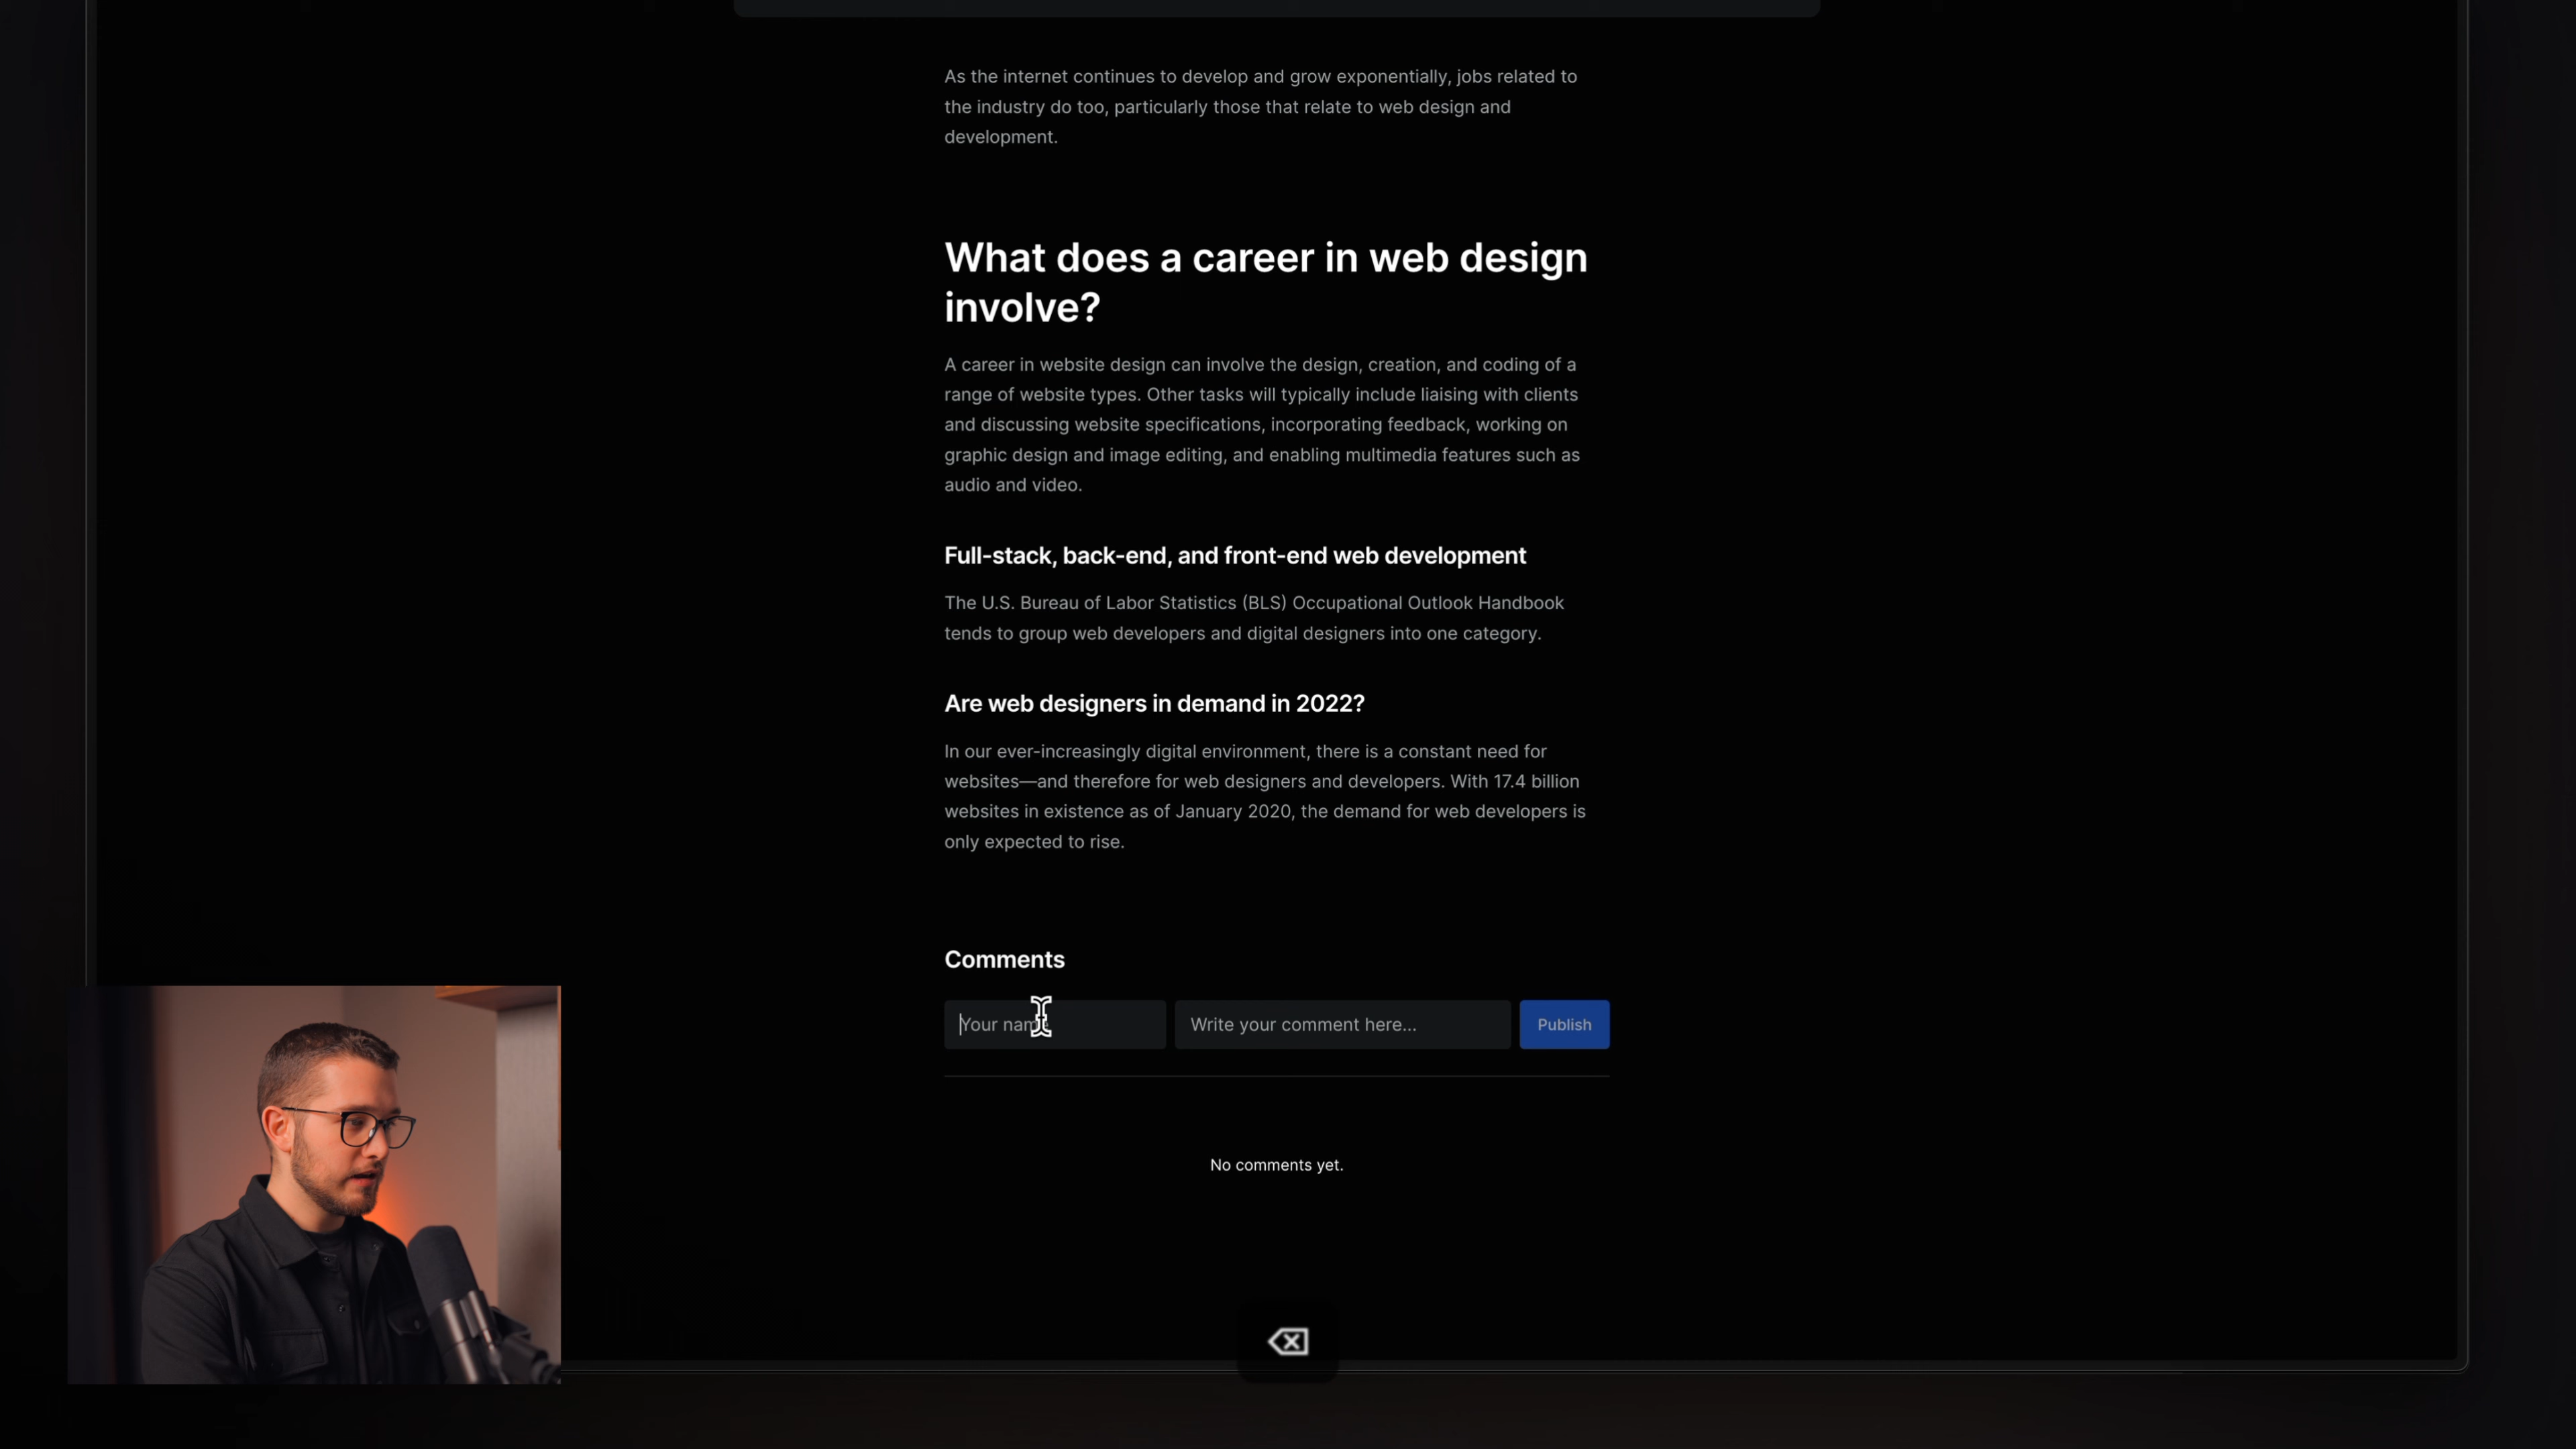 As the internet continues to develop and grow exponentially, jobs related to
the industry do too, particularly those that relate to web design and
development.
What does a career in web design
involve?
A career in website design can involve the design, creation, and coding of a
range of website types. Other tasks will typically include liaising with clients
and discussing website specifications, incorporating feedback, working on
graphic design and image editing, and enabling multimedia features such as
audio and video.
Full-stack, back-end, and front-end web development
The U.S. Bureau of Labor Statistics (BLS) Occupational Outlook Handbook
tends to group web developers and digital designers into one category.
Are web designers in demand in 2022?
In our ever-increasingly digital environment, there is a constant need for
websites—and therefore for web designers and developers. With 17.4 billion
websites in existence as of January 2020, the demand for web developers is
only expected to rise.
Comments
Your name
Write your comment here...
Publish
No comments yet.